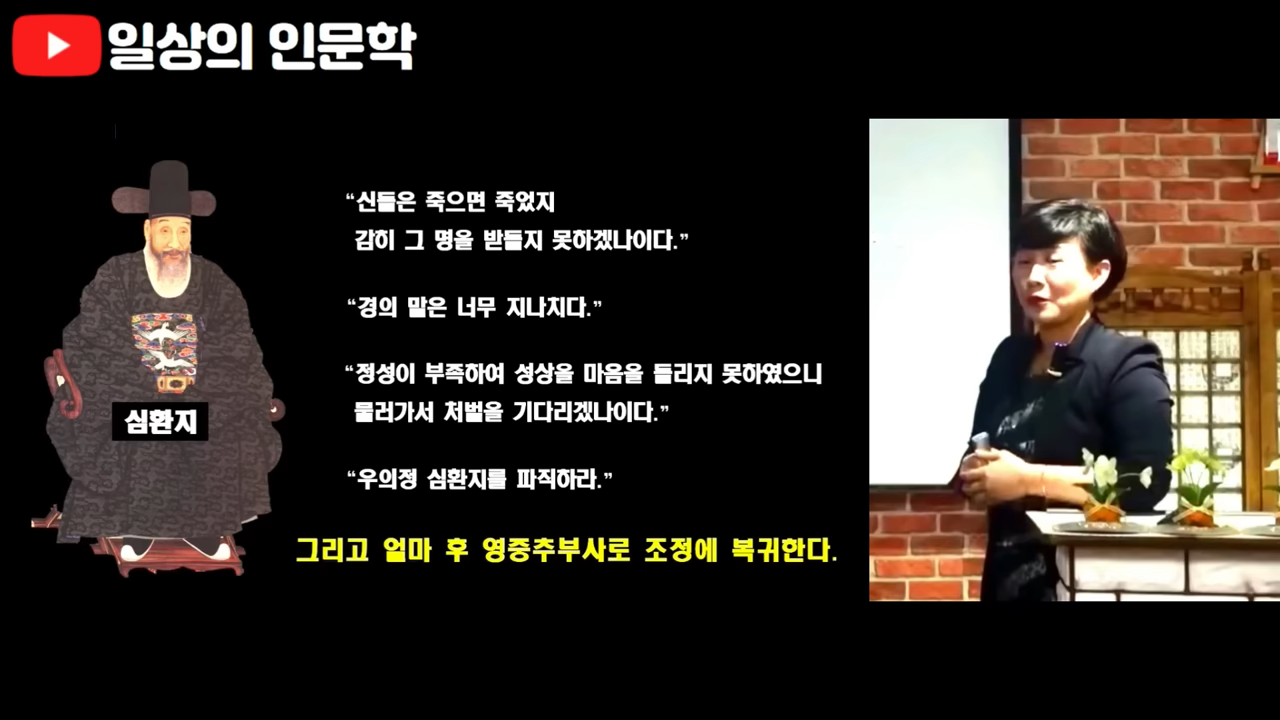 일상의 인문학
“신들은 죽으면 죽었지
감히 그 명을 받들지 못하겠나이다.”
“경의 말은 너무 지나치다.”
“정성이 부족하여 성상을 마음을 돌리지 못하였으니
물러가서 처벌을 기다리겠나이다.”
심환지
“우의정 심환지를 파직하라.”
그리고 얼마 후 영중추부사로 조정에 복귀한다.